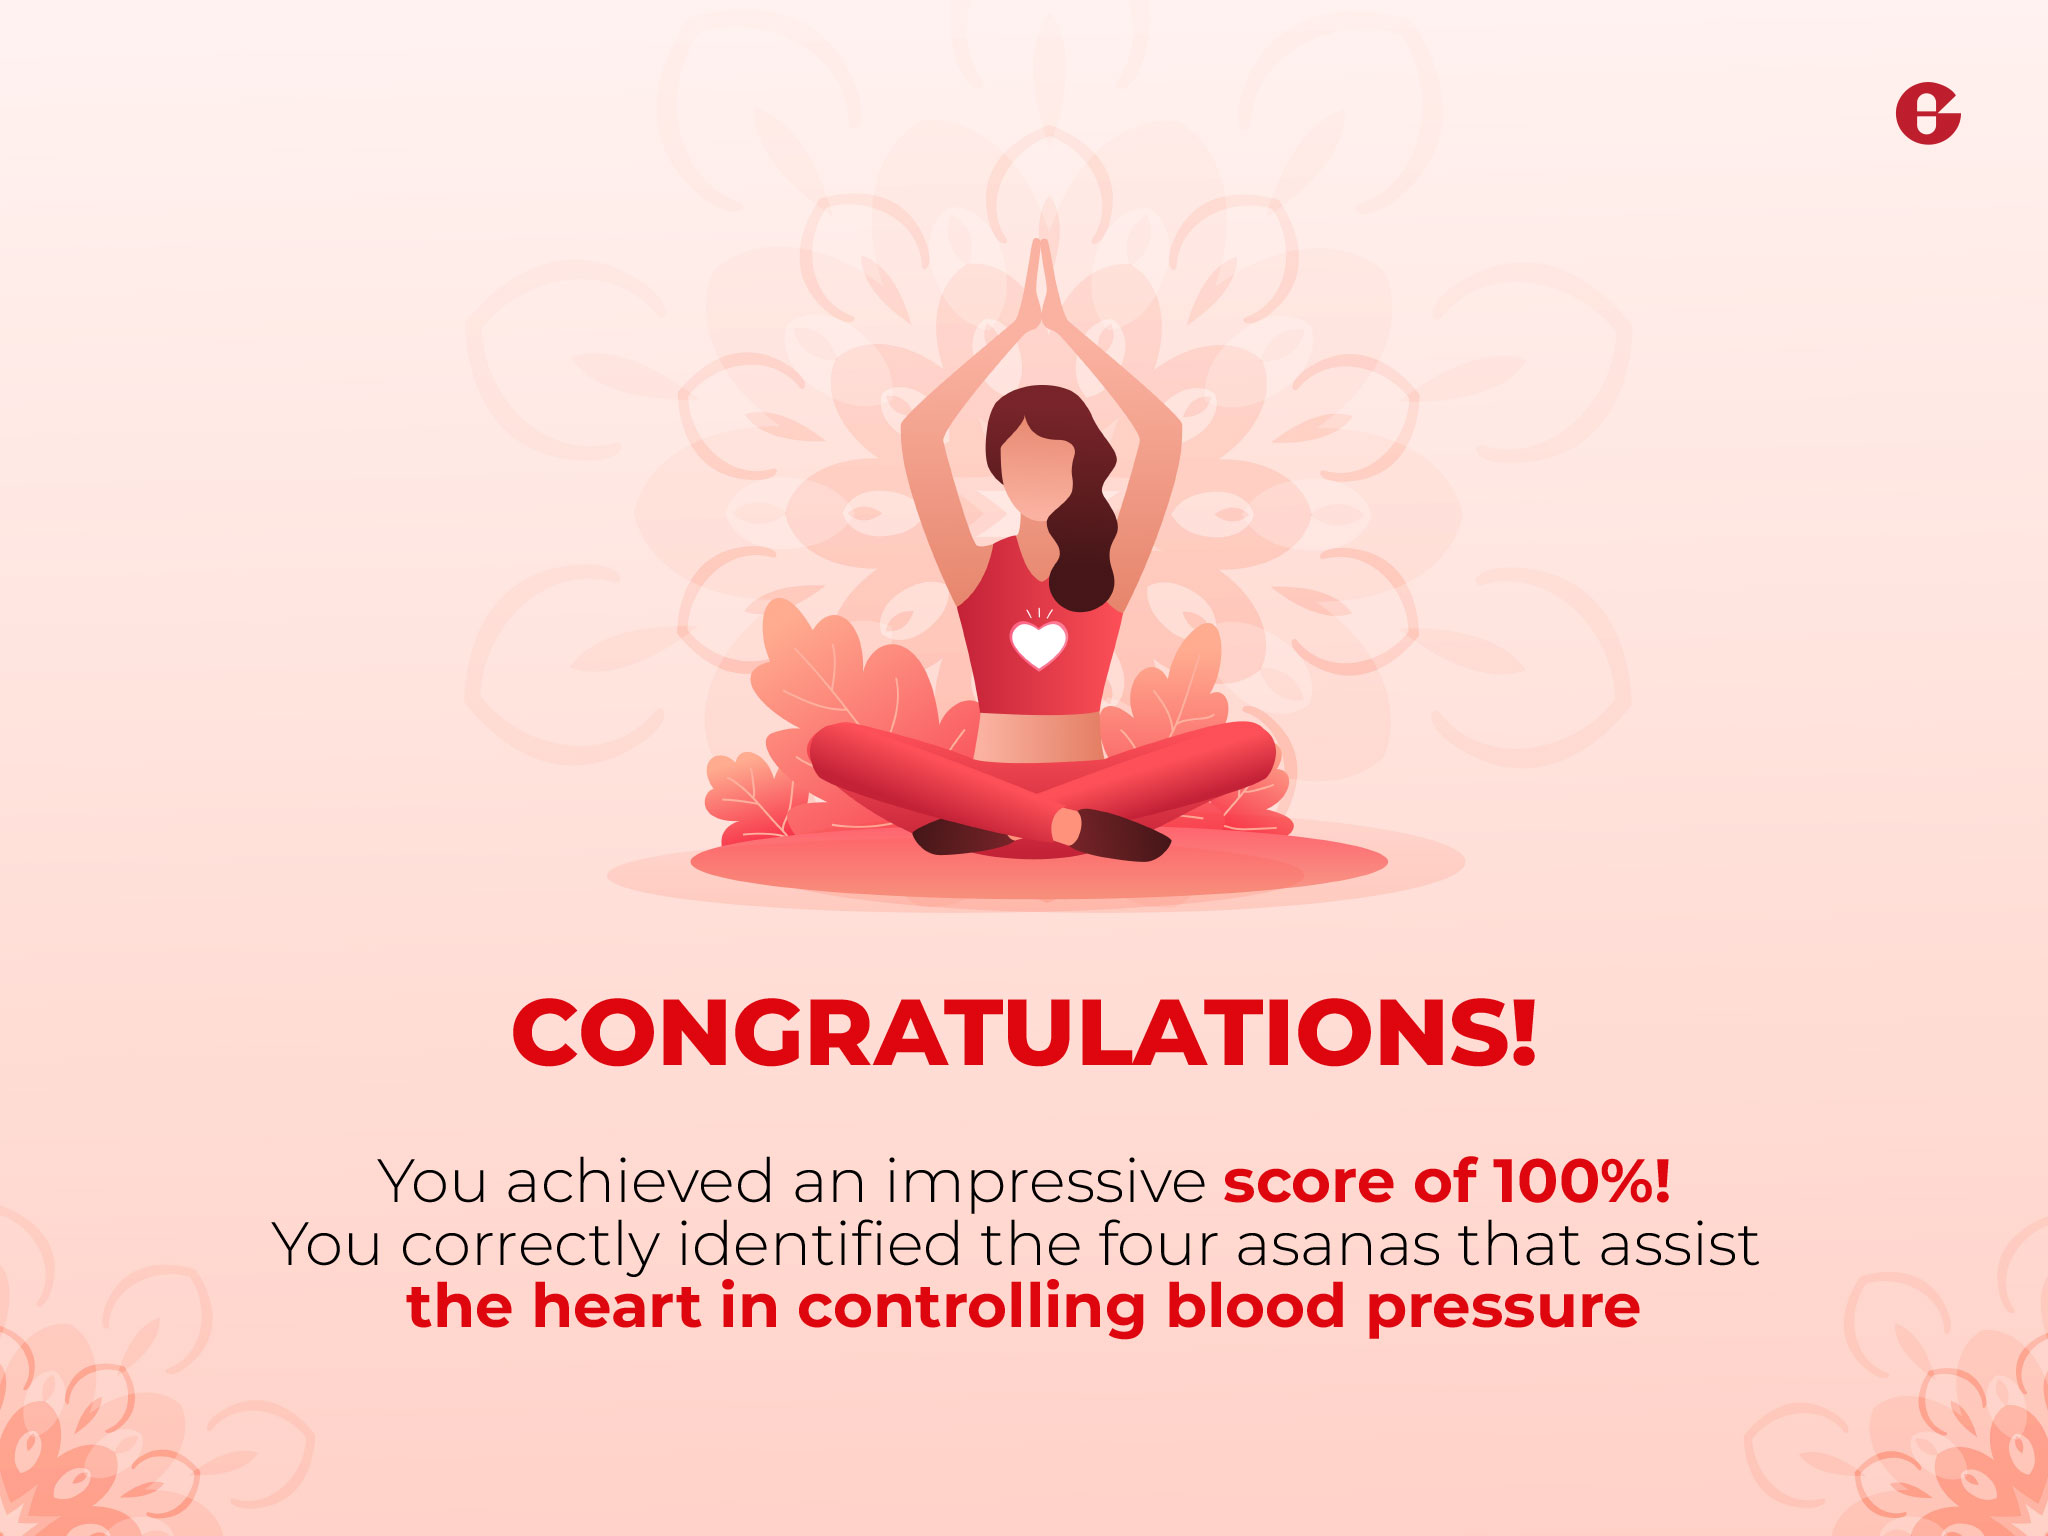 CONGRATULATIONS!
You achieved an impressive score of 100%!
You correctly identified the four asanas that assist
the heart in controlling blood pressure